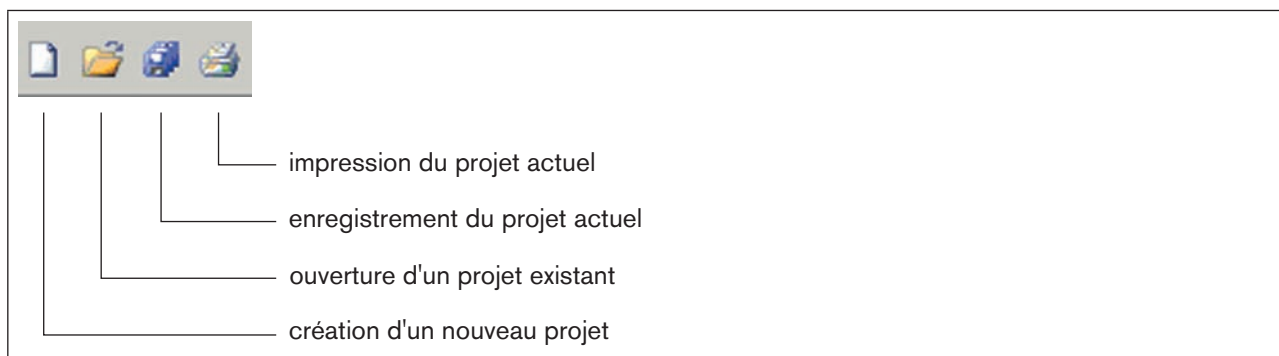 impression du projet actuel
enregistrement du projet actuel
ouverture d'un projet existant
création d'un nouveau projet